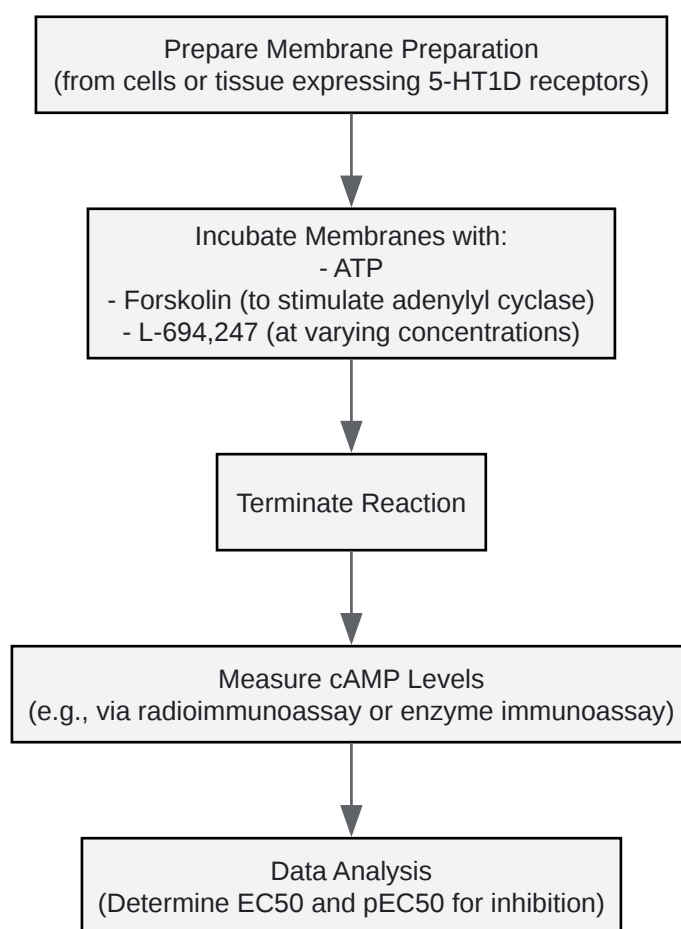 Prepare Membrane Preparation
(from cells or tissue expressing 5-HT1D receptors)
Incubate Membranes with:
- ATP
- Forskolin (to stimulate adenylyl cyclase)
- L-694,247 (at varying concentrations)
Terminate Reaction
Measure cAMP Levels
(e.g., via radioimmunoassay or enzyme immunoassay)
Data Analysis
(Determine EC50 and pEC50 for inhibition)